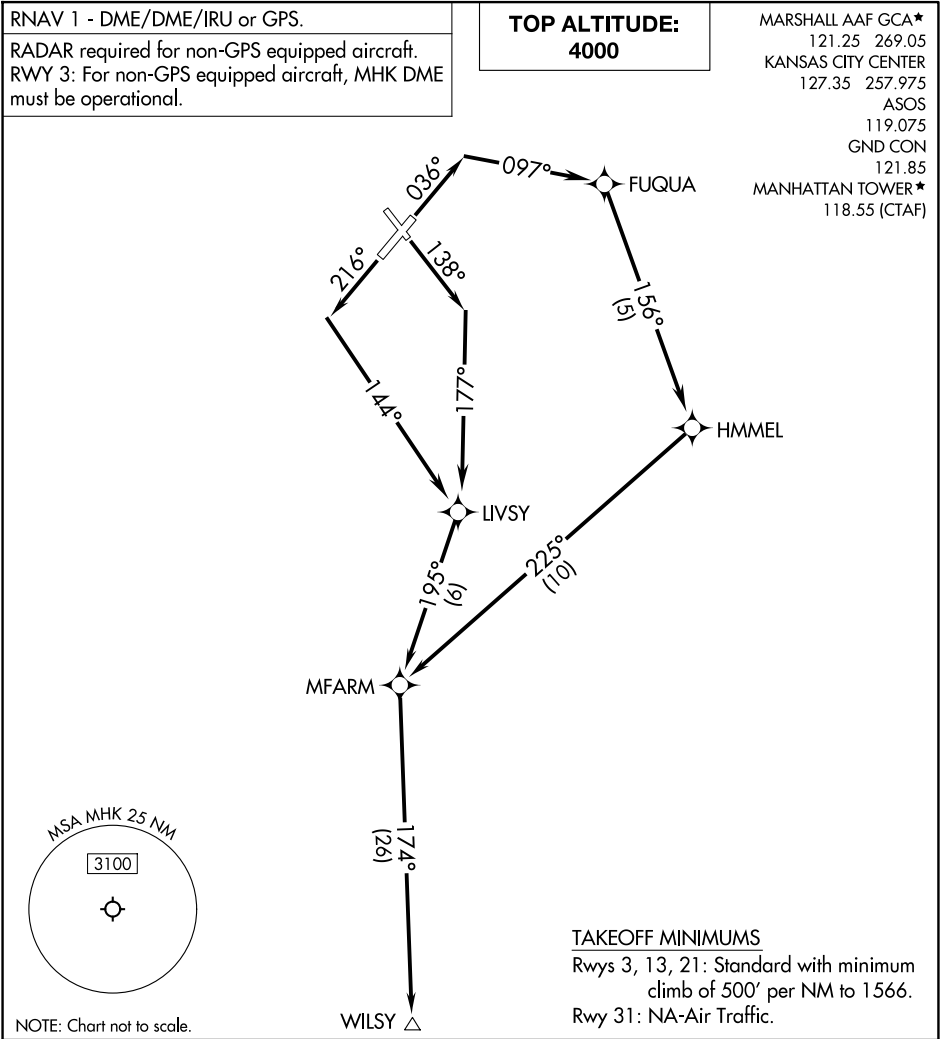 RNAV 1 - DME/DME/IRU or GPS.
RADAR required for non-GPS equipped aircraft.
RWY 3: For non-GPS equipped aircraft, MHK DME
must be operational.
TOP ALTITUDE:
4000
MARSHALL AAF GCA★
121.25 269.05
KANSAS CITY CENTER
127.35 257.975
ASOS
119.075
GND CON
121.85
MANHATTAN TOWER★
118.55 (CTAF)
036°
097°
FUQUA
216°
138°
156°
(5)
144°
177°
HMMEL
LIVSY
195°
(6)
225°
(10)
MFARM
174°
(26)
MSA MHK 25 NM
3100
WILSY
NOTE: Chart not to scale.
TAKEOFF MINIMUMS
Rwys 3, 13, 21: Standard with minimum
climb of 500' per NM to 1566.
Rwy 31: NA-Air Traffic.